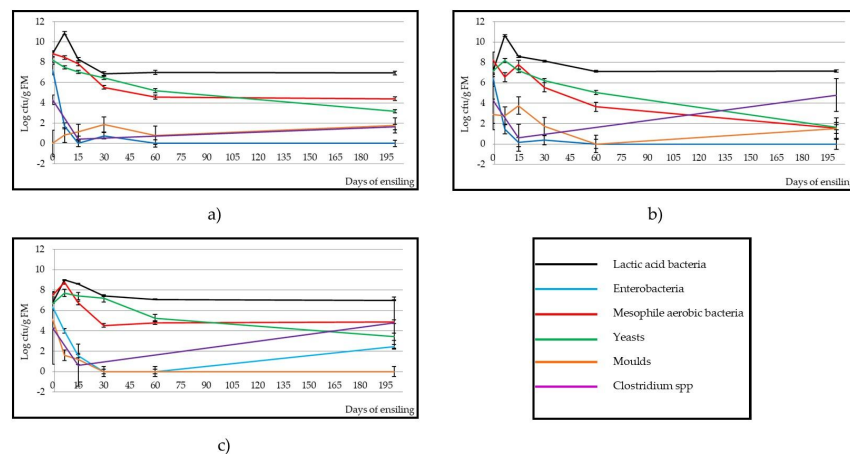 12
10
8
6
4
2
0
-2
Log cfu/g FM
0 15 30 45 60 75 90 105 120 135 150 165 180 195
Days of ensiling
a)
12
10
8
6
4
2
0
-2
Log cfu/g FM
0 15 30 45 60 75 90 105 120 135 150 165 180 195
Days of ensiling
b)
12
10
8
6
4
2
0
-2
Log cfu/g FM
0 15 30 45 60 75 90 105 120 135 150 165 180 195
Days of ensiling
c)
Lactic acid bacteria
Enterobacteria
Mesophile aerobic bacteria
Yeasts
Moulds
Clostridium spp